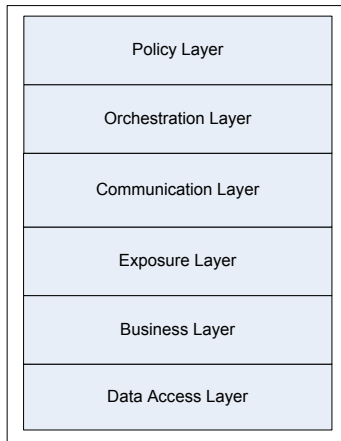 Policy Layer
Orchestration Layer
Communication Layer
Exposure Layer
Business Layer
Data Access Layer